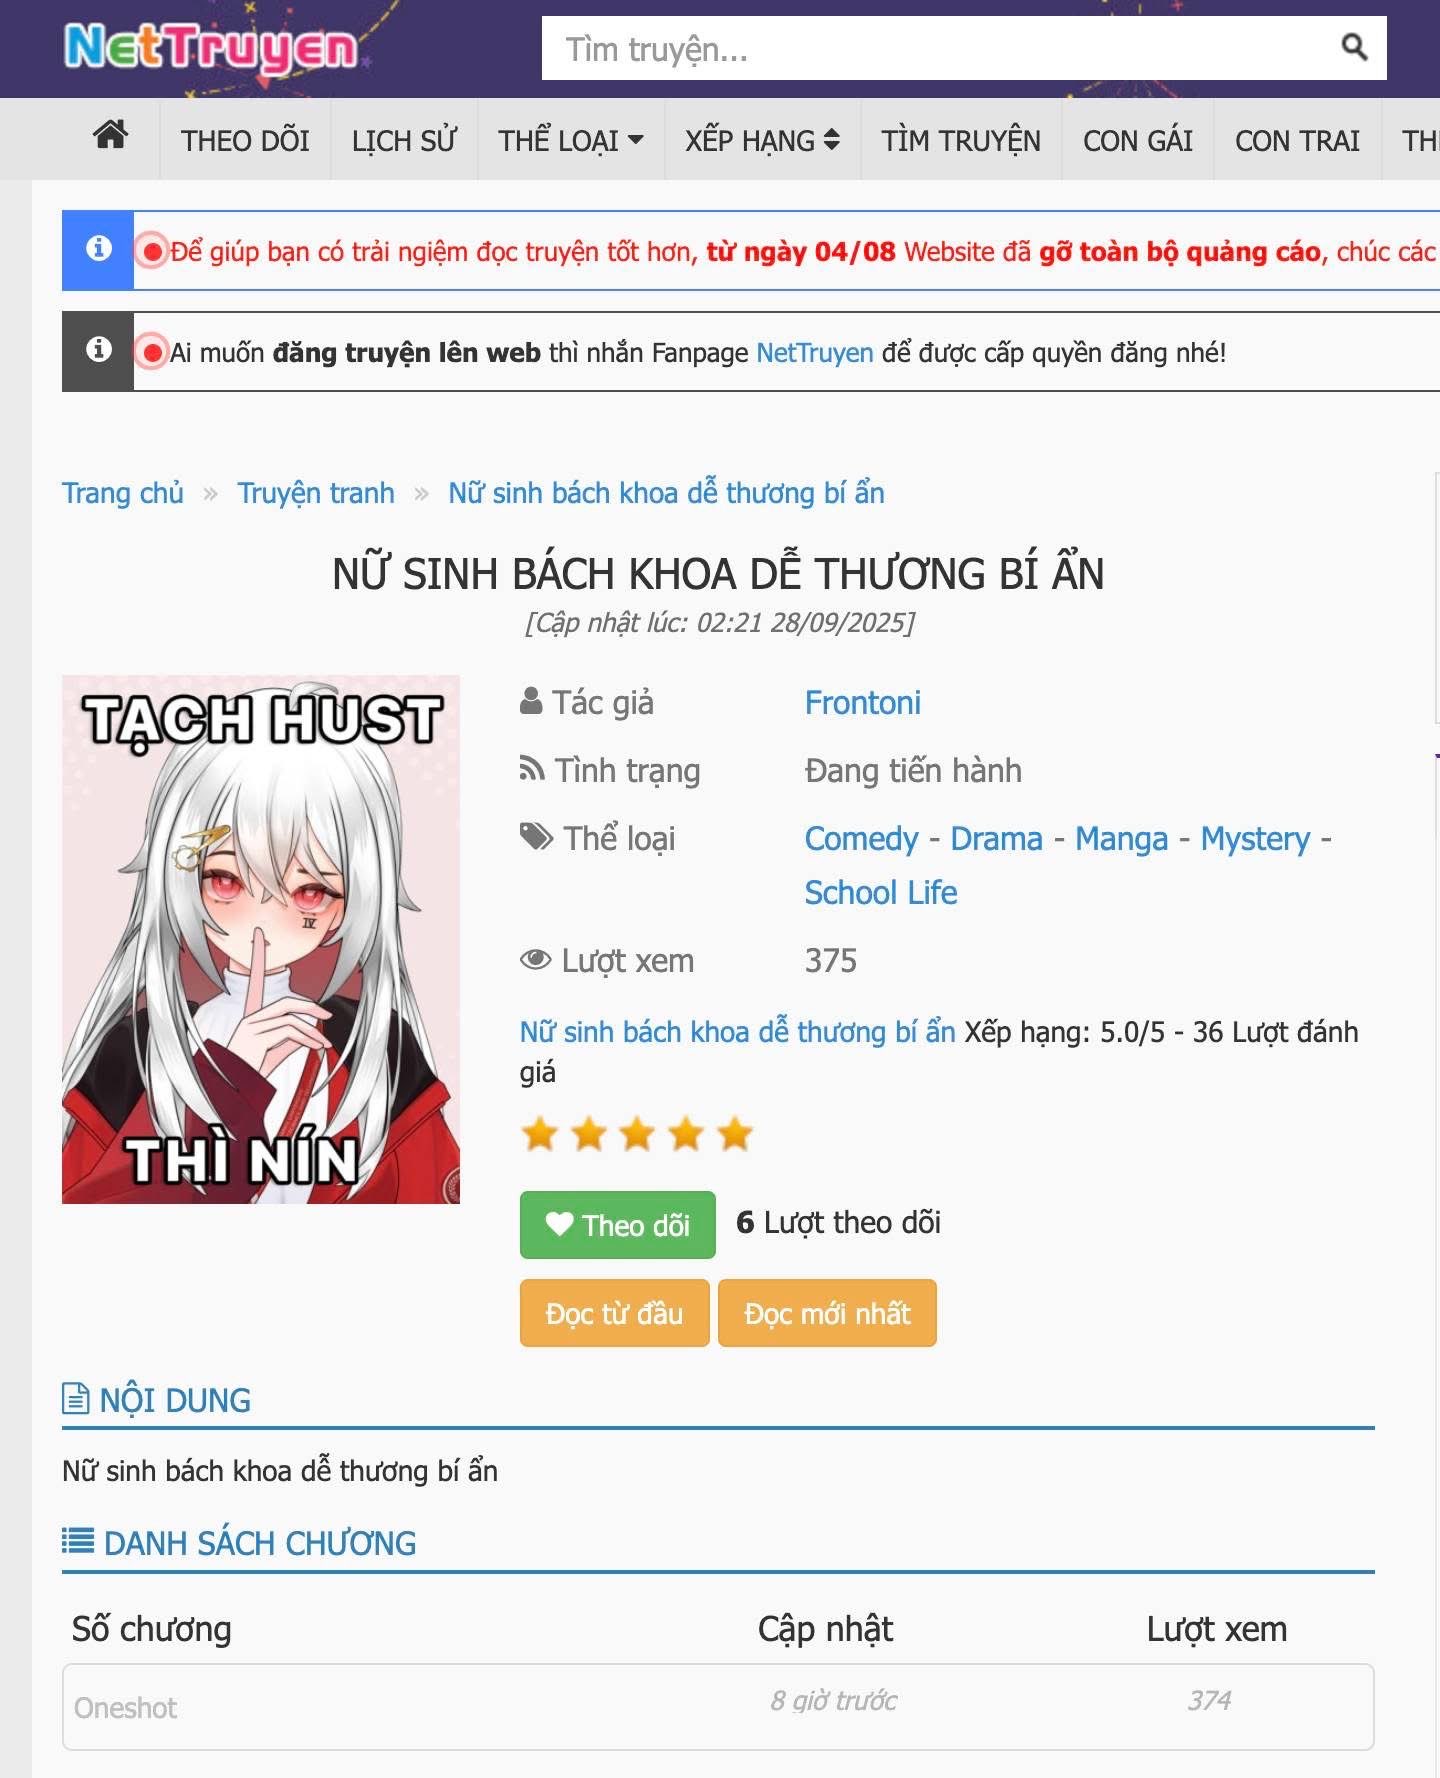 NetTruyen
Tìm truyện...
THEO DÕI LỊCH SỬ THỂ LOẠI XẾP HẠNG TÌM TRUYỆN CON GÁI CON TRAI
Để giúp bạn có trải ngiệm đọc truyện tốt hơn, từ ngày 04/08 Website đã gỡ toàn bộ quảng cáo, chúc các
Ai muốn đăng truyện lên web thì nhắn Fanpage NetTruyen để được cấp quyền đăng nhé!
Trang chủ » Truyện tranh » Nữ sinh bách khoa dễ thương bí ẩn
NỮ SINH BÁCH KHOA DỄ THƯƠNG BÍ ẨN
[Cập nhật lúc: 02:21 28/09/2025]
TẠCH HUST
IV
THÌ NÍN
Tác giả Frontoni
Tình trạng Đang tiến hành
Thể loại Comedy - Drama - Manga - Mystery -
School Life
Lượt xem 375
Nữ sinh bách khoa dễ thương bí ẩn Xếp hạng: 5.0/5 - 36 Lượt đánh
giá
Theo dõi 6 Lượt theo dõi
Đọc từ đầu Đọc mới nhất
NỘI DUNG
Nữ sinh bách khoa dễ thương bí ẩn
DANH SÁCH CHƯƠNG
Số chương Cập nhật Lượt xem
Oneshot 8 giờ trước 374